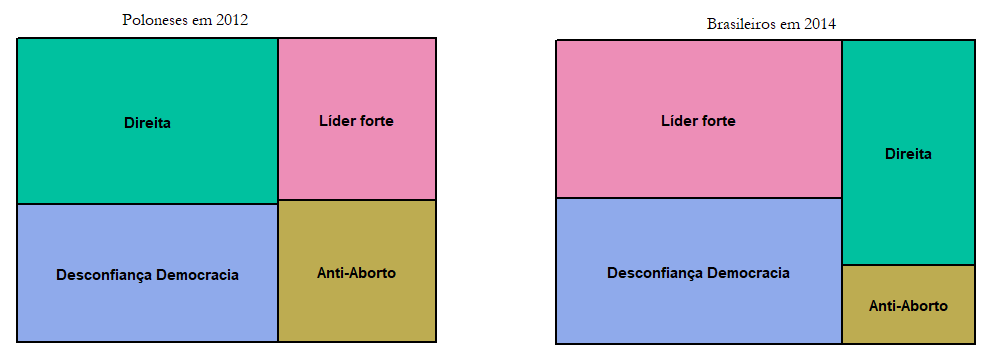 Poloneses em 2012
Direita
Líder forte
Desconfiança Democracia
Anti-Aborto
Brasileiros em 2014
Líder forte
Direita
Desconfiança Democracia
Anti-Aborto